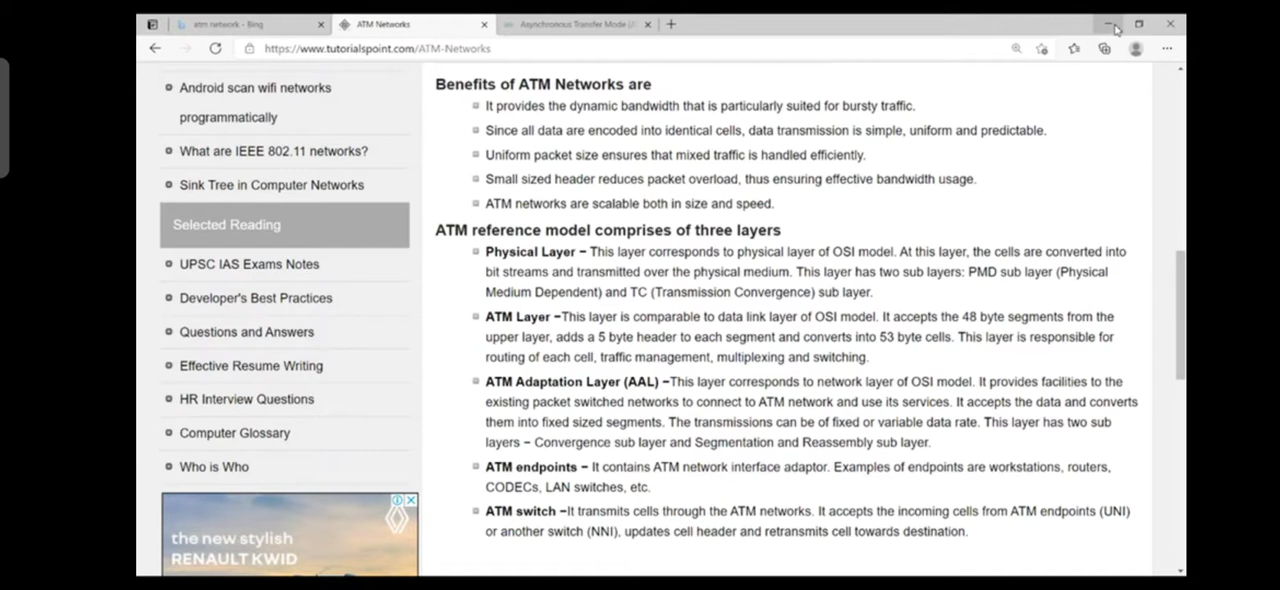 atm network - Bing
ATM Networks
Asynchronous Transfer Mode (A
https://www.tutorialspoint.com/ATM-Networks
Android scan wifi networks
programmatically
What are IEEE 802.11 networks?
Sink Tree in Computer Networks
Selected Reading
UPSC IAS Exams Notes
Developer's Best Practices
Questions and Answers
Effective Resume Writing
HR Interview Questions
Computer Glossary
Who is Who
the new stylish
RENAULT KWID
Benefits of ATM Networks are
It provides the dynamic bandwidth that is particularly suited for bursty traffic.
Since all data are encoded into identical cells, data transmission is simple, uniform and predictable.
Uniform packet size ensures that mixed traffic is handled efficiently.
Small sized header reduces packet overload, thus ensuring effective bandwidth usage.
ATM networks are scalable both in size and speed.
ATM reference model comprises of three layers
Physical Layer − This layer corresponds to physical layer of OSI model. At this layer, the cells are converted into
bit streams and transmitted over the physical medium. This layer has two sub layers: PMD sub layer (Physical
Medium Dependent) and TC (Transmission Convergence) sub layer.
ATM Layer −This layer is comparable to data link layer of OSI model. It accepts the 48 byte segments from the
upper layer, adds a 5 byte header to each segment and converts into 53 byte cells. This layer is responsible for
routing of each cell, traffic management, multiplexing and switching.
ATM Adaptation Layer (AAL) −This layer corresponds to network layer of OSI model. It provides facilities to the
existing packet switched networks to connect to ATM network and use its services. It accepts the data and converts
them into fixed sized segments. The transmissions can be of fixed or variable data rate. This layer has two sub
layers − Convergence sub layer and Segmentation and Reassembly sub layer.
ATM endpoints − It contains ATM network interface adaptor. Examples of endpoints are workstations, routers,
CODECs, LAN switches, etc.
ATM switch −It transmits cells through the ATM networks. It accepts the incoming cells from ATM endpoints (UNI)
or another switch (NNI), updates cell header and retransmits cell towards destination.